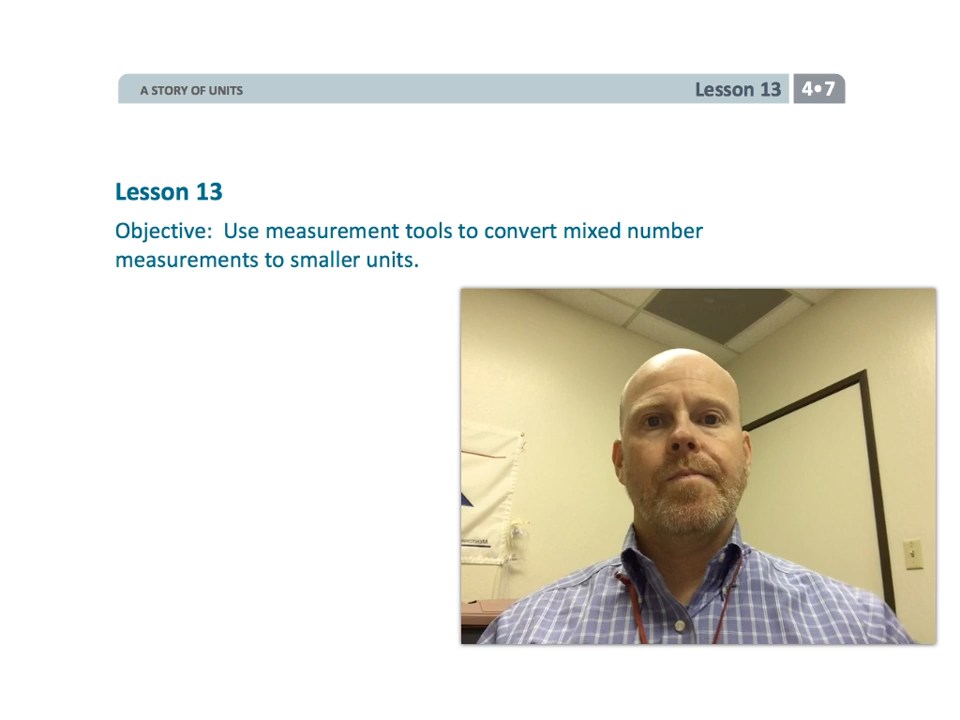 A STORY OF UNITS
Lesson 13
4•7
Lesson 13
Objective:  Use measurement tools to convert mixed number
measurements to smaller units.